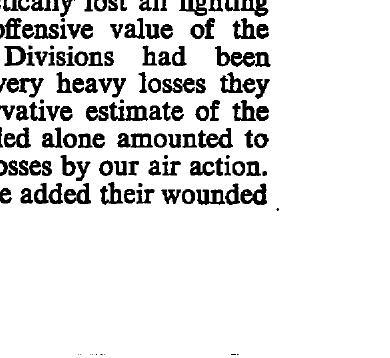 tically lost all fighting
offensive value of the
Divisions had been
very heavy losses they
rvative estimate of the
led alone amounted to
osses by our air action.
e added their wounded